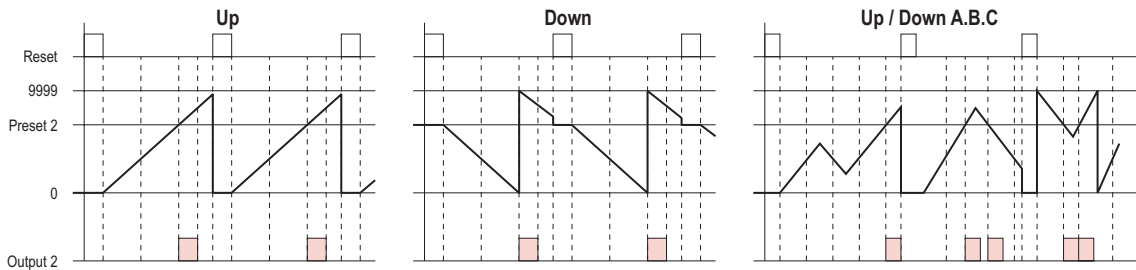 Up
Down
Up / Down A.B.C
Reset
9999
Preset 2
0
Output 2